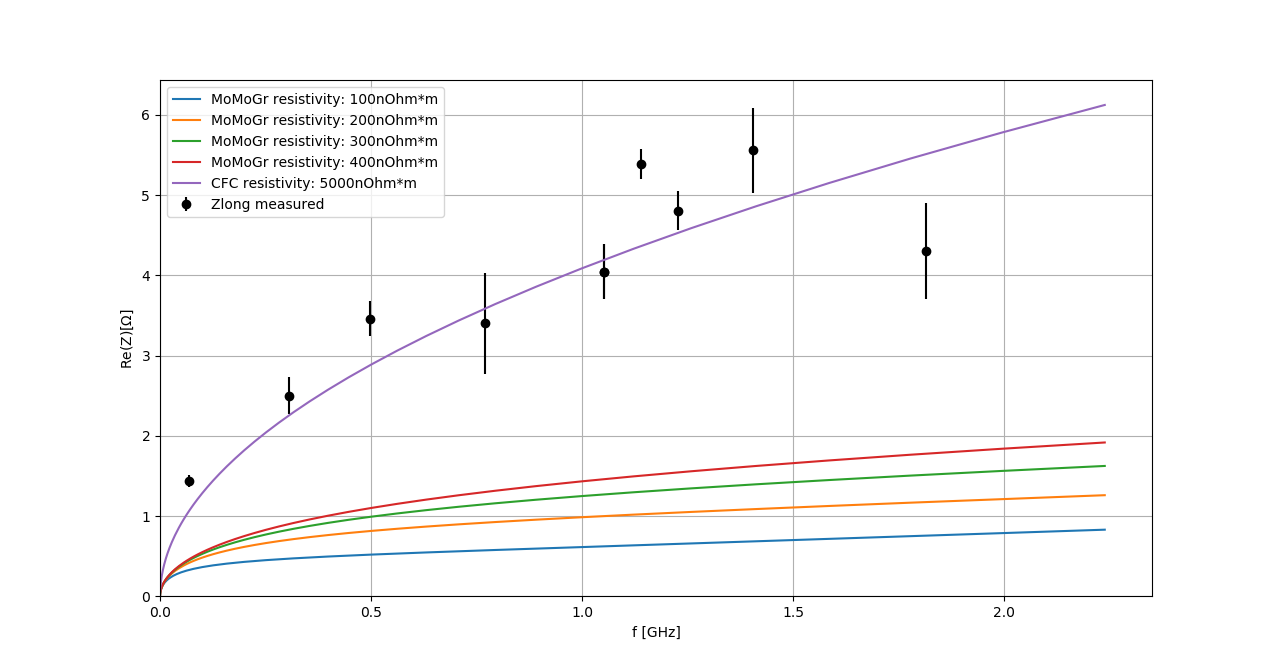 MoMoGr resistivity: 100nOhm*m
MoMoGr resistivity: 200nOhm*m
MoMoGr resistivity: 300nOhm*m
MoMoGr resistivity: 400nOhm*m
CFC resistivity: 5000nOhm*m
Zlong measured
Re(Z)[Ω]
6
5
4
3
2
1
0
0.0 0.5 1.0 1.5 2.0
f [GHz]